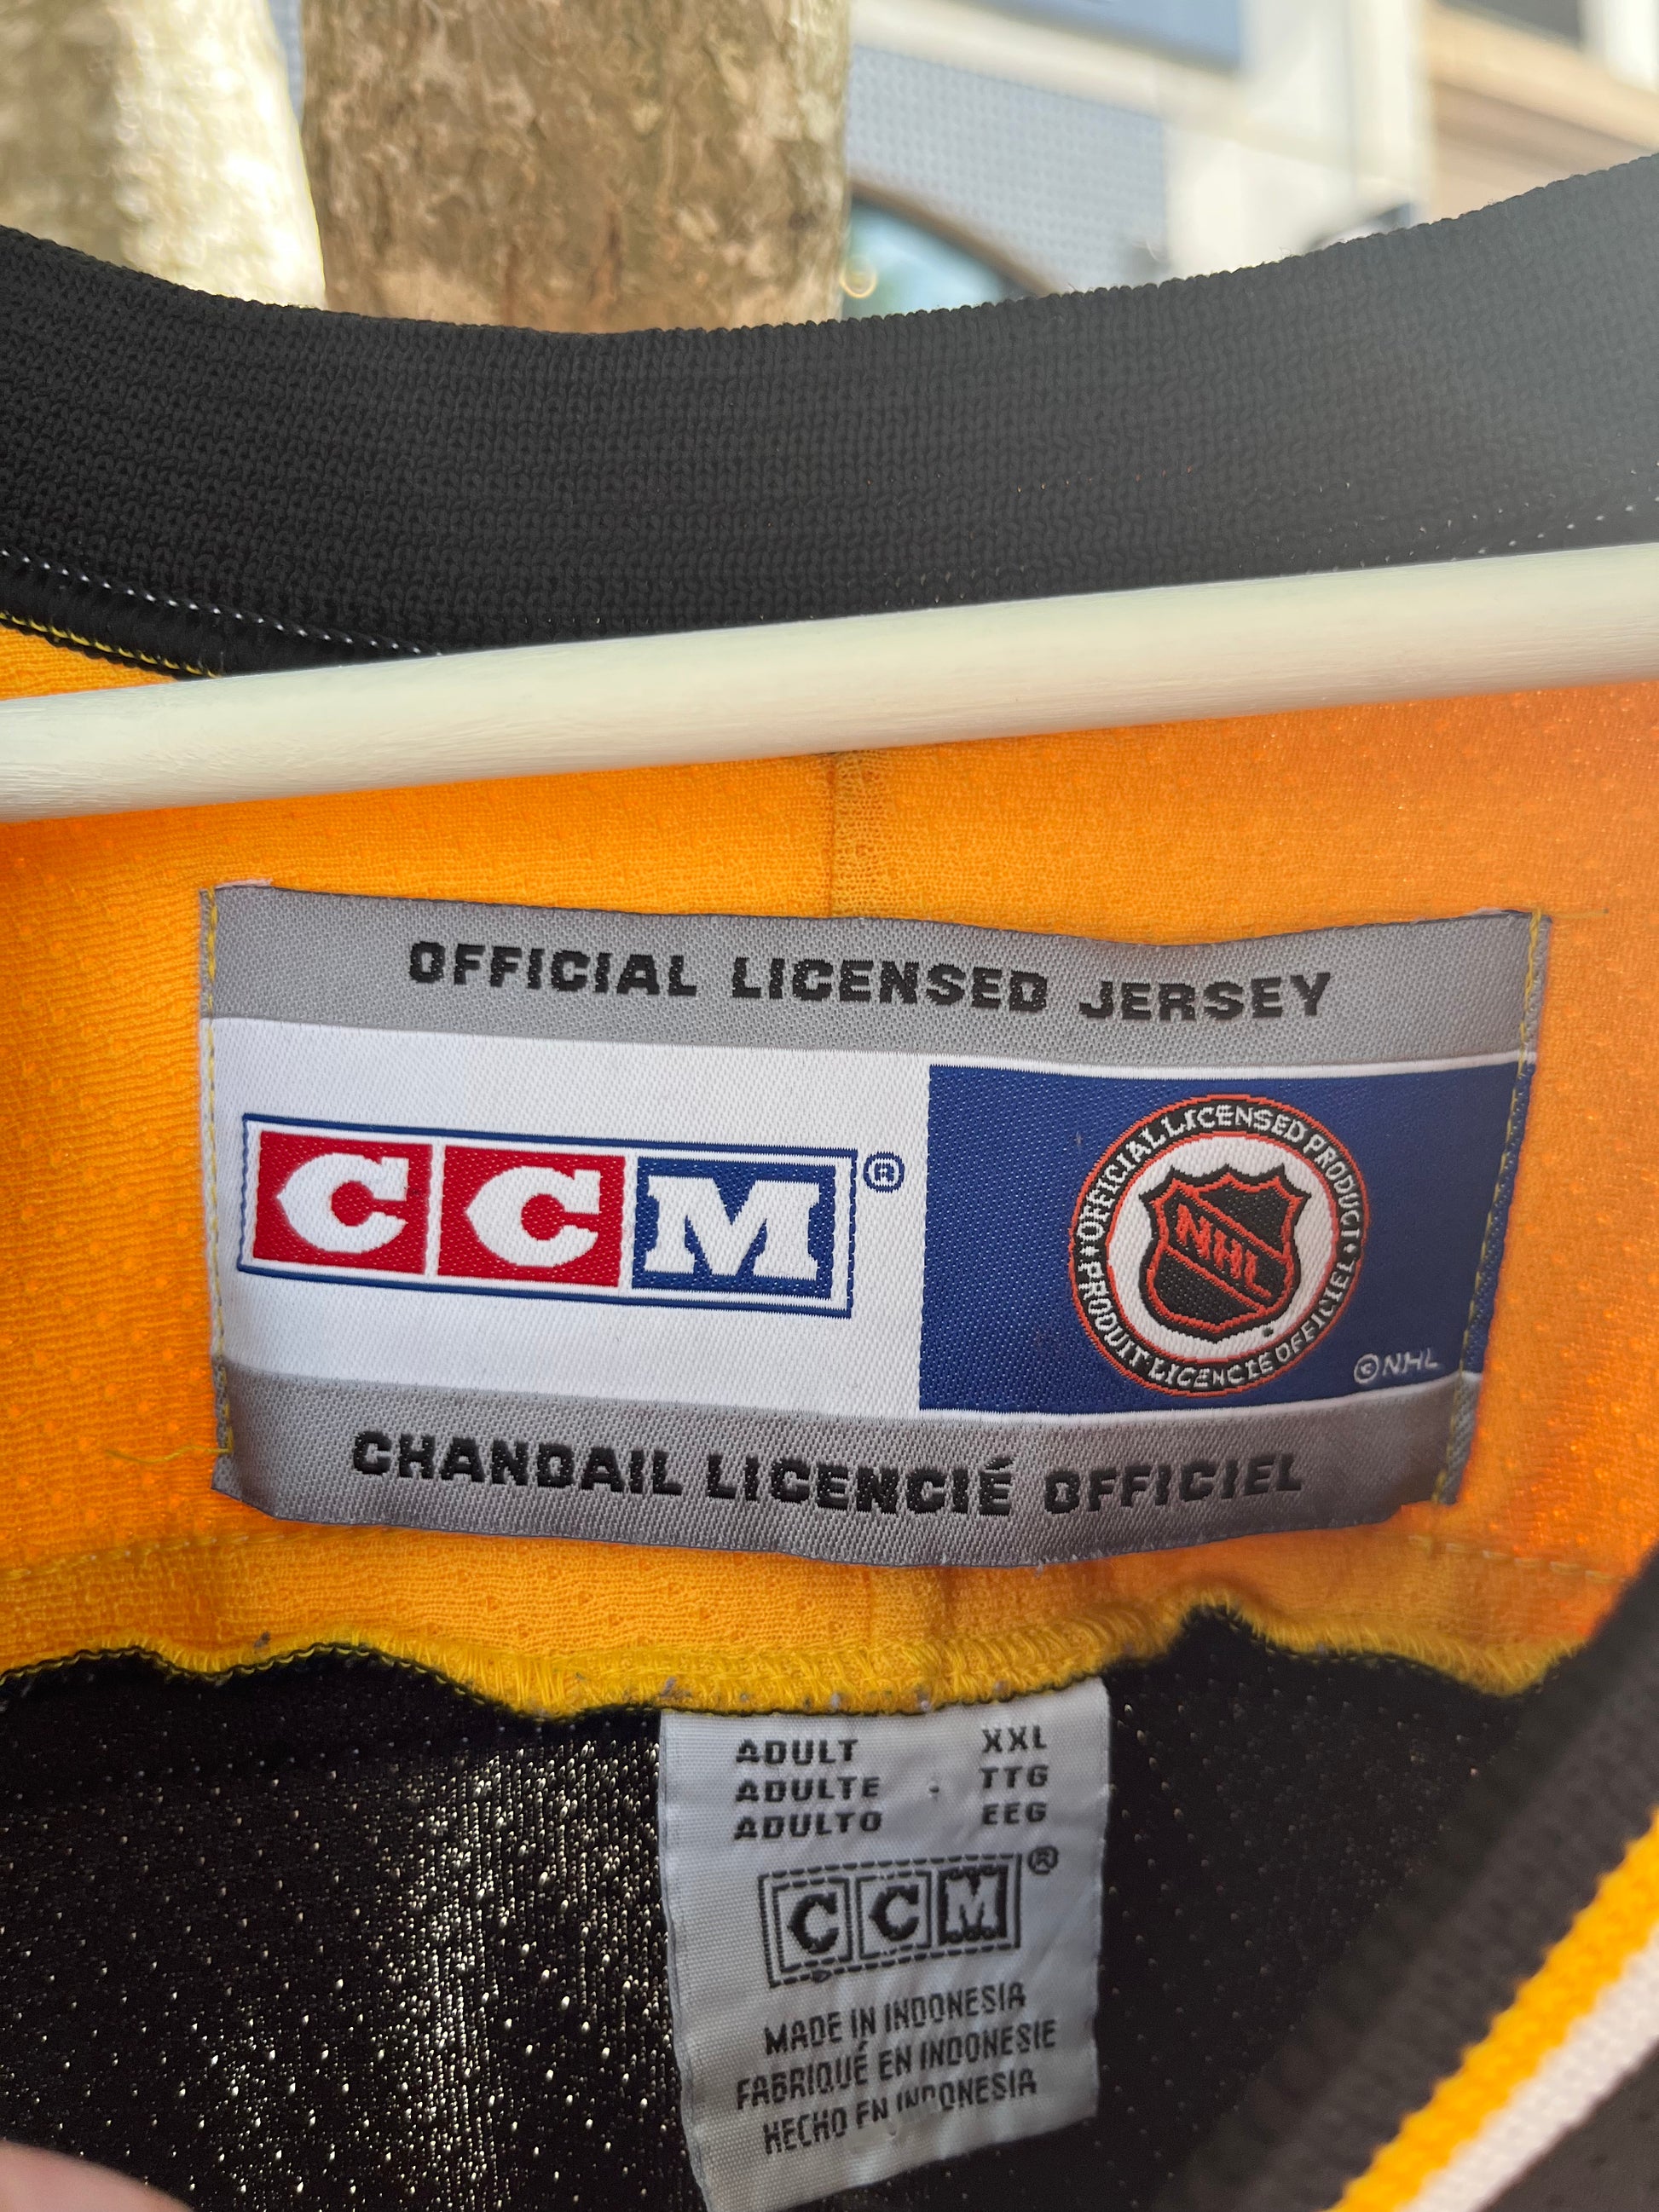 OFFICIAL LICENSED JERSEY
CCM®
OFFICIAL LICENSED PRODUCT • PRODUIT LICENCIE OFFICIEL •
NHL
©NHL
CHANDAIL LICENCIÉ OFFICIEL
ADULT XXL
ADULTE TTG
ADULTO EEG
CCM®
MADE IN INDONESIA
FABRIQUÉ EN INDONESIE
HECHO EN INDONESIA